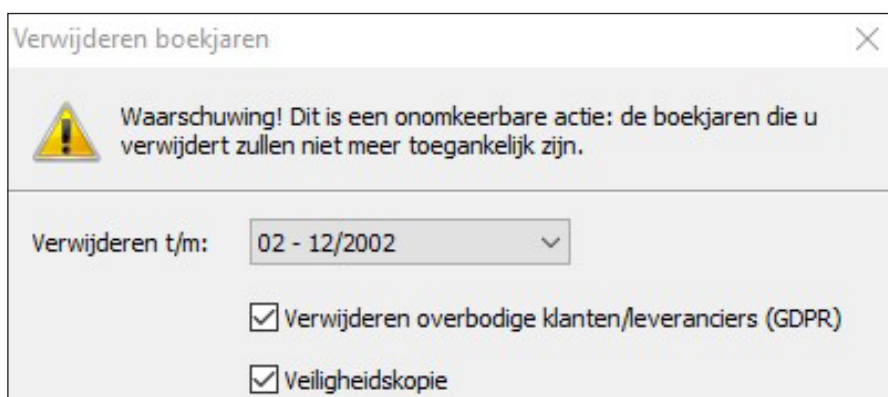 Verwijderen boekjaren
Waarschuwing! Dit is een onomkeerbare actie: de boekjaren die u
verwijdert zullen niet meer toegankelijk zijn.
Verwijderen t/m: 02 - 12/2002
Verwijderen overbodige klanten/leveranciers (GDPR)
Veiligheidskopie